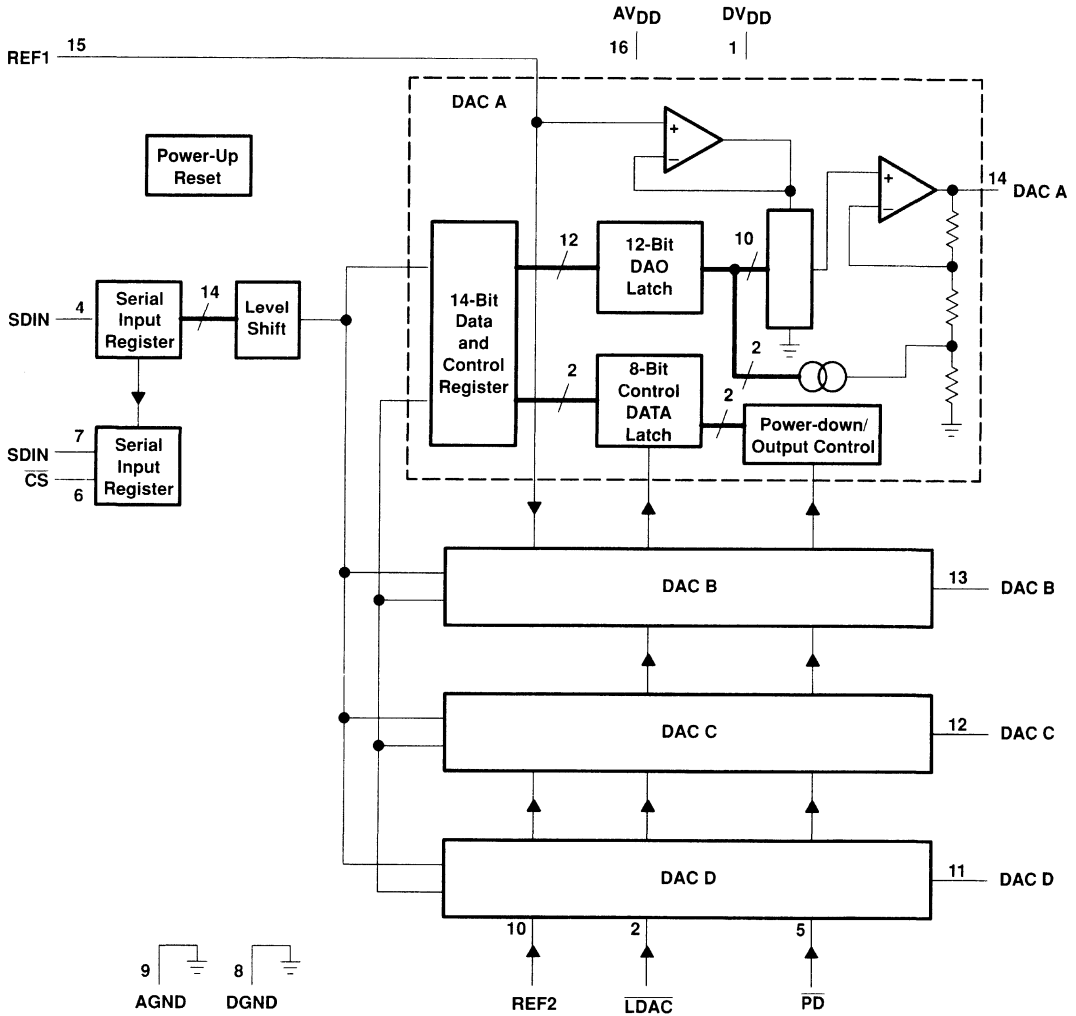 AVDD
DVDD
16
1
REF1
15
DAC A
Power-Up
Reset
+
−
+
−
14
DAC A
12
12-Bit
DAO
Latch
10
14-Bit
Data
and
Control
Register
SDIN
4
Serial
Input
Register
14
Level
Shift
2
8-Bit
Control
DATA
Latch
2
2
Power-down/
Output Control
SDIN
7
C̅S̅
6
Serial
Input
Register
DAC B
13
DAC B
DAC C
12
DAC C
DAC D
11
DAC D
10
2
5
9
AGND
8
DGND
REF2
L̅D̅A̅C̅
P̅D̅